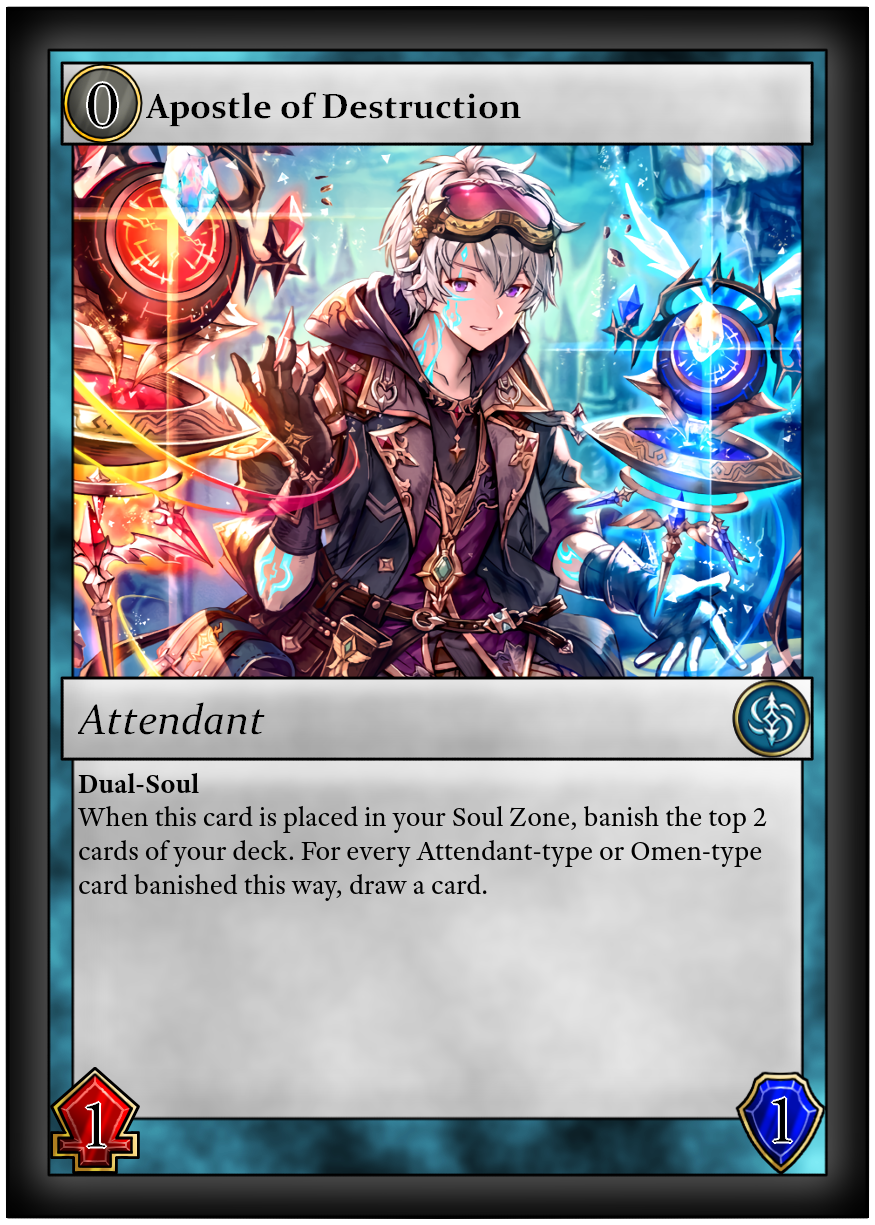 0
Apostle of Destruction
Attendant
Dual-Soul
When this card is placed in your Soul Zone, banish the top 2
cards of your deck. For every Attendant-type or Omen-type
card banished this way, draw a card.
1
1